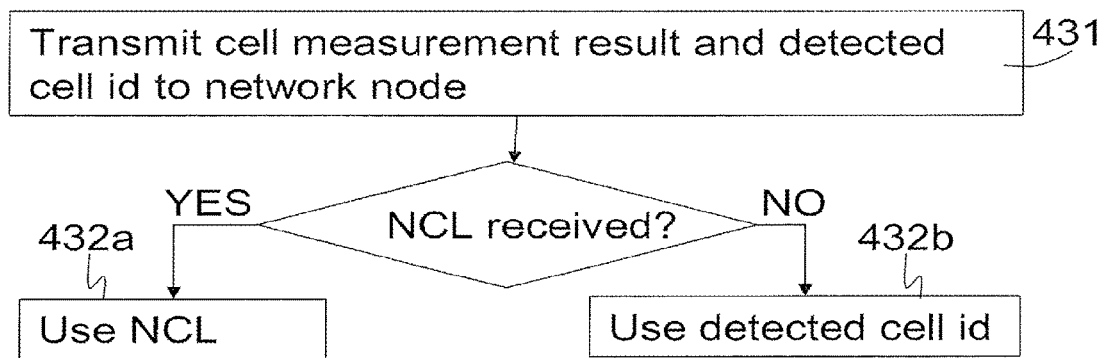 Transmit cell measurement result and detected
cell id to network node
431
NCL received?
YES
NO
432a
432b
Use NCL
Use detected cell id